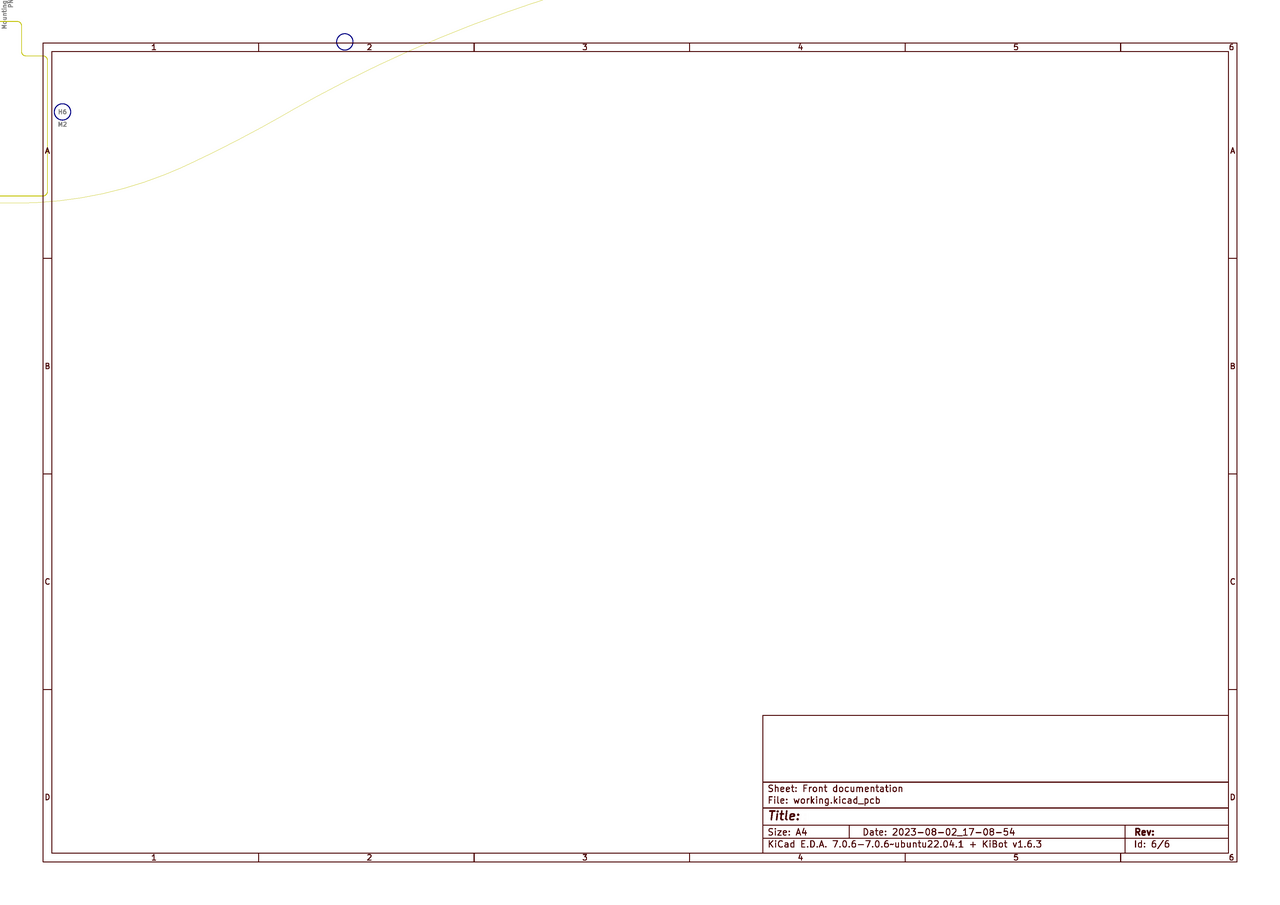 Mounting
PN
1 2 3 4 5 6
H6
M2
A A
B B
C C
D D
Sheet: Front documentation
File: working.kicad_pcb
Title:
Size: A4 Date: 2023-08-02_17-08-54 Rev:
KiCad E.D.A. 7.0.6-7.0.6~ubuntu22.04.1 + KiBot v1.6.3 Id: 6/6
1 2 3 4 5 6